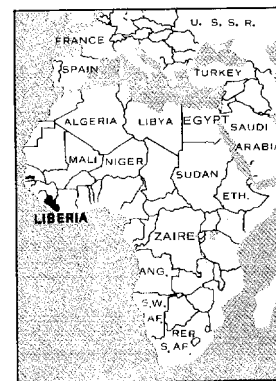 U. S. S. R.
FRANCE
SPAIN
TURKEY
ALGERIA
LIBYA
EGYPT
SAUDI
ARABIA
MALI
NIGER
SUDAN
ETH.
LIBERIA
ZAIRE
ANG.
S.W.
AF.
REP.
S. AF.